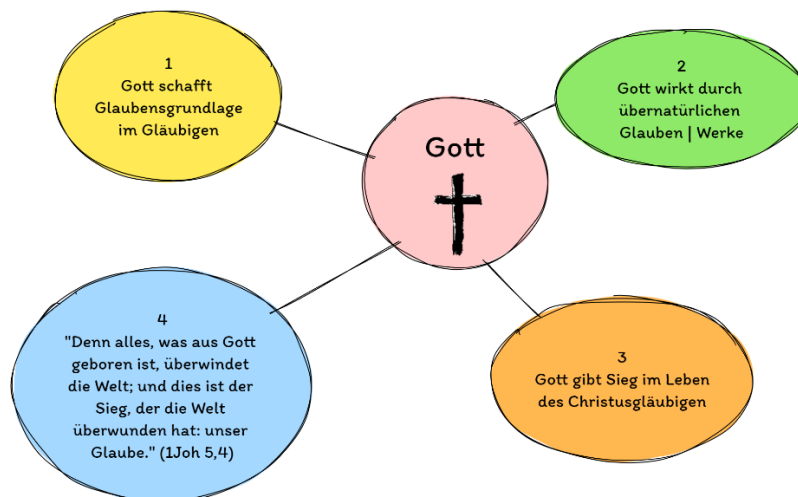 1
Gott schafft
Glaubensgrundlage
im Gläubigen
2
Gott wirkt durch
übernatürlichen
Glauben | Werke
Gott
3
Gott gibt Sieg im Leben
des Christusgläubigen
4
"Denn alles, was aus Gott
geboren ist, überwindet
die Welt; und dies ist der
Sieg, der die Welt
überwunden hat: unser
Glaube." (1Joh 5,4)